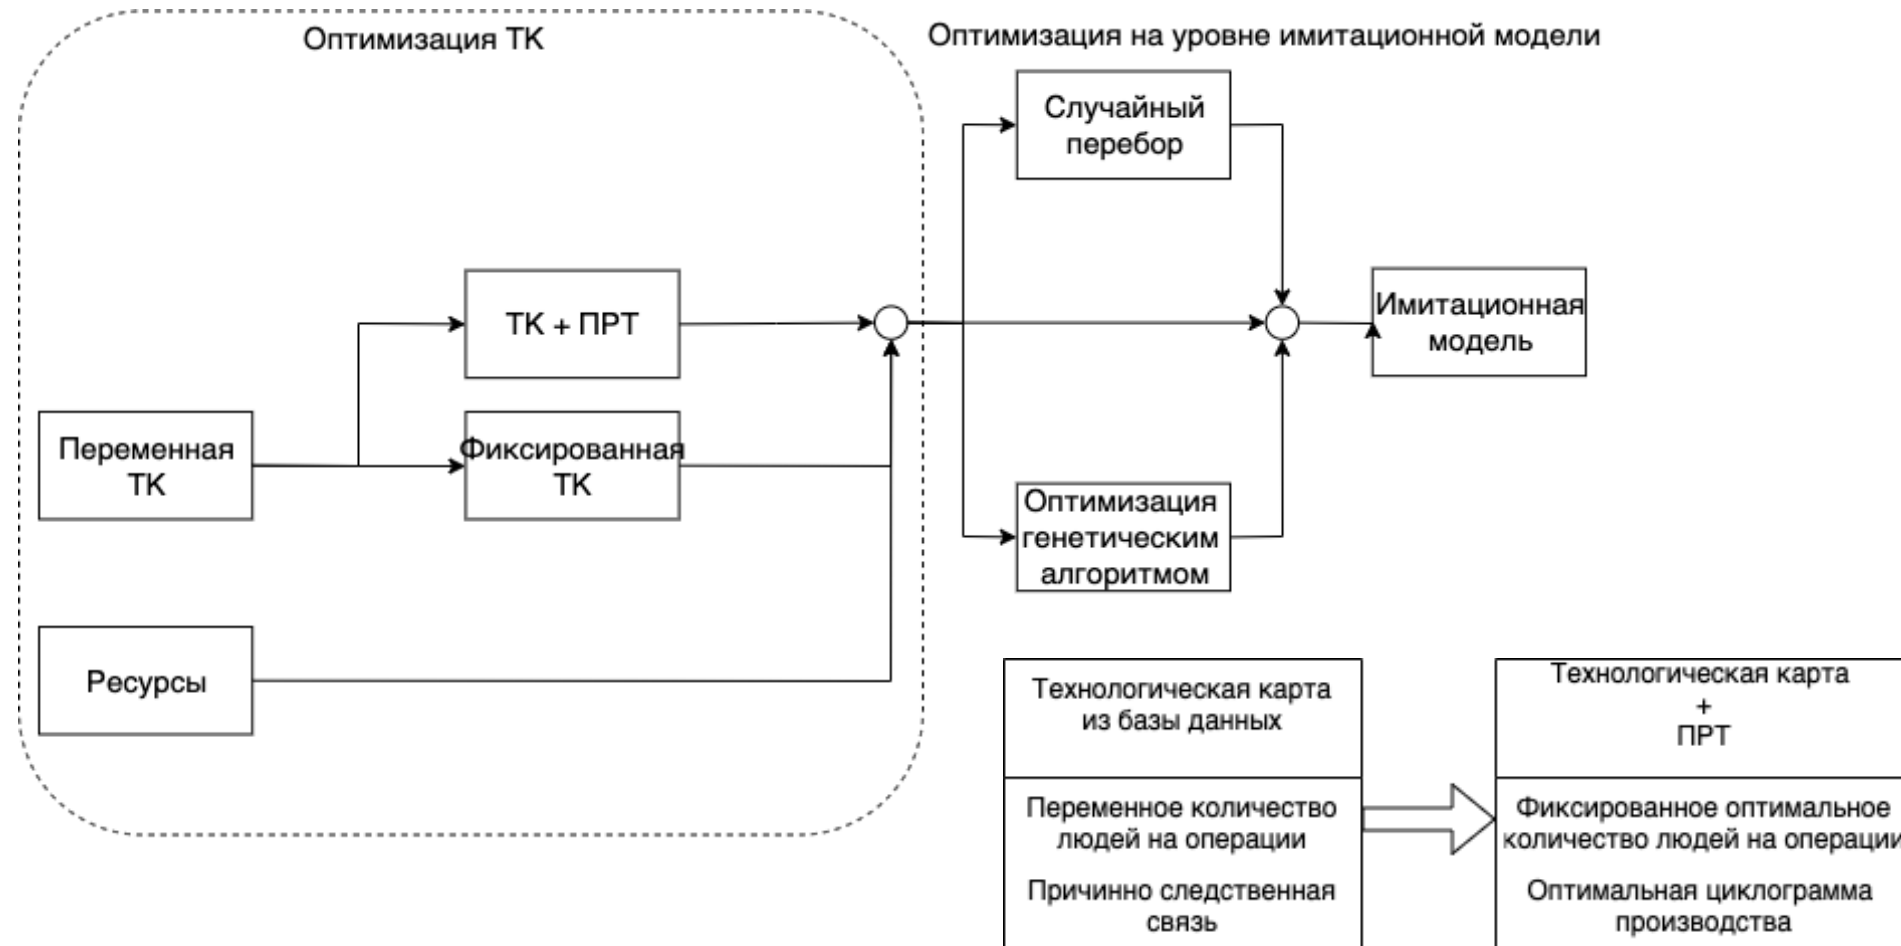 Оптимизация ТК
Оптимизация на уровне имитационной модели
Случайный
перебор
ТК + ПРТ
Имитационная
модель
Переменная
ТК
Фиксированная
ТК
Оптимизация
генетическим
алгоритмом
Ресурсы
Технологическая карта
из базы данных
Переменное количество
людей на операции
Причинно следственная
связь
Технологическая карта
+
ПРТ
Фиксированное оптимальное
количество людей на операции
Оптимальная циклограмма
производства